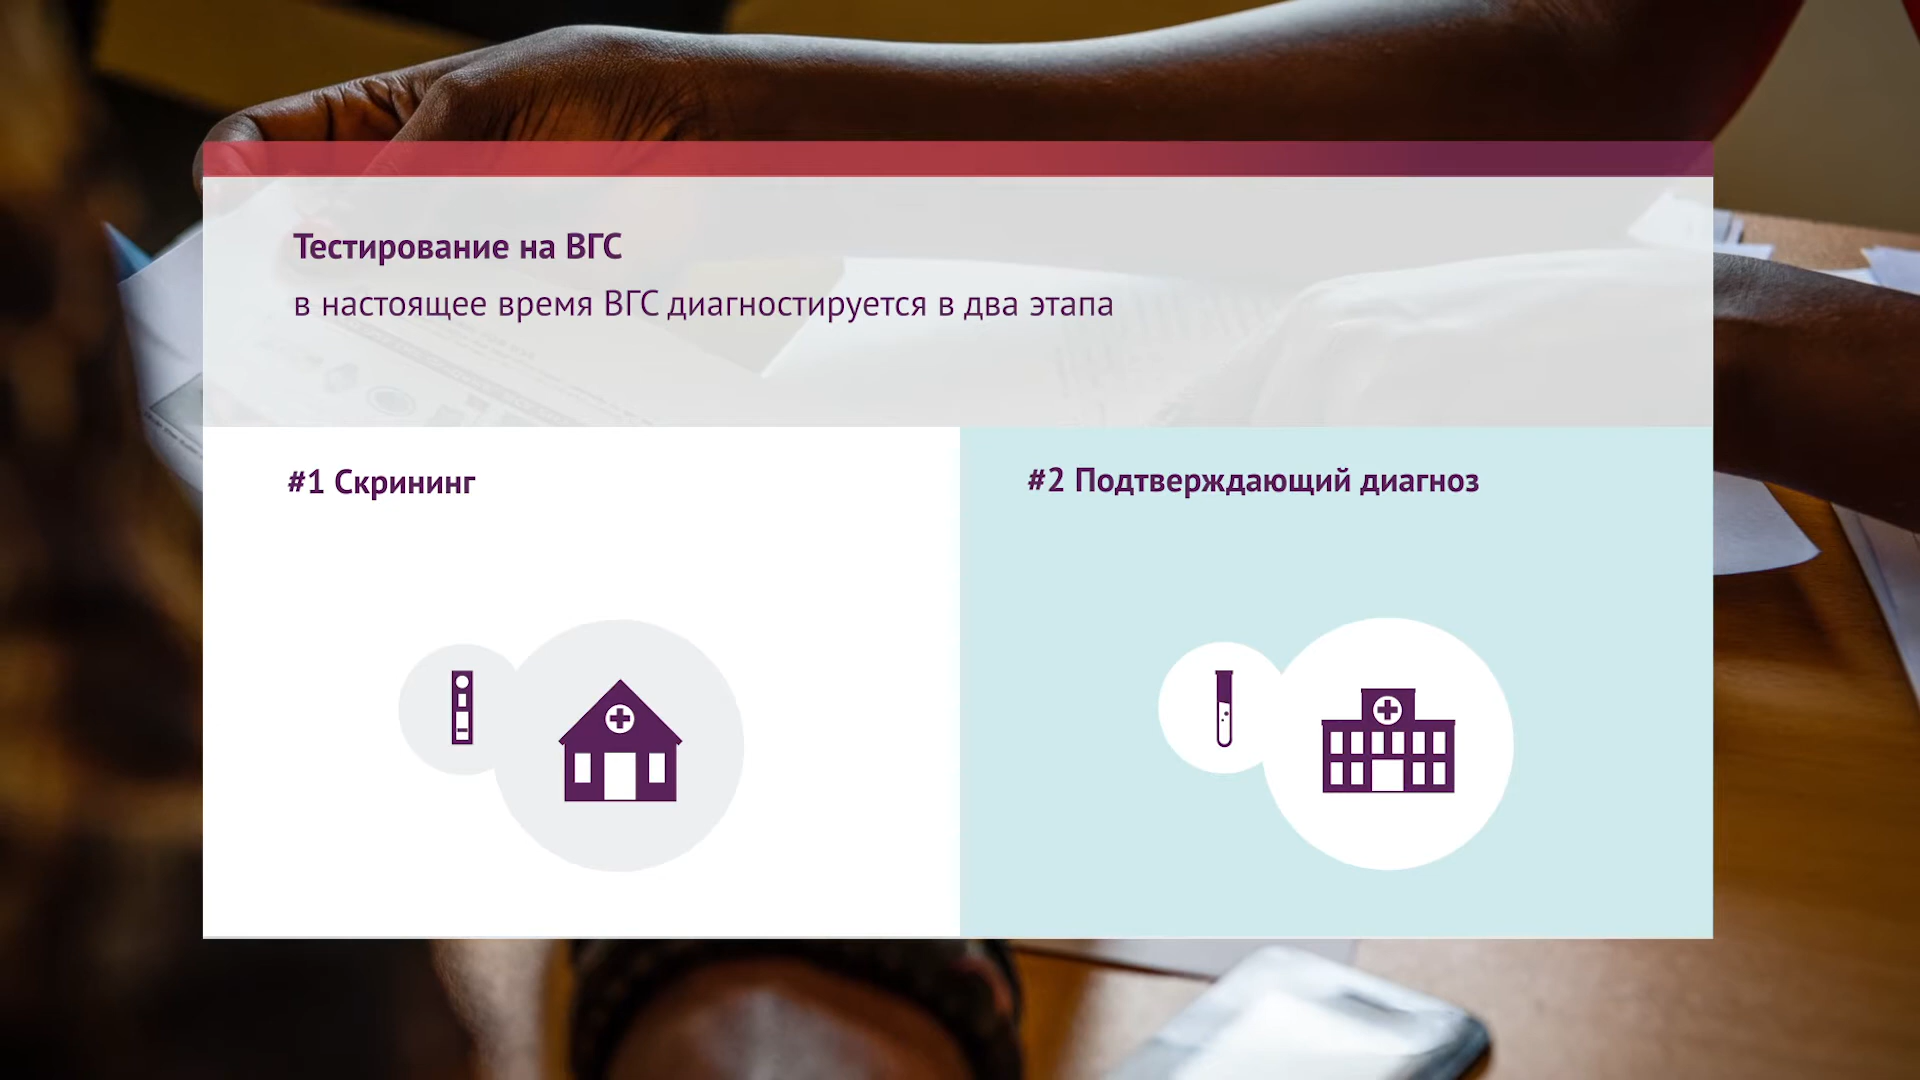 Тестирование на ВГС
в настоящее время ВГС диагностируется в два этапа
#1 Скрининг
#2 Подтверждающий диагноз